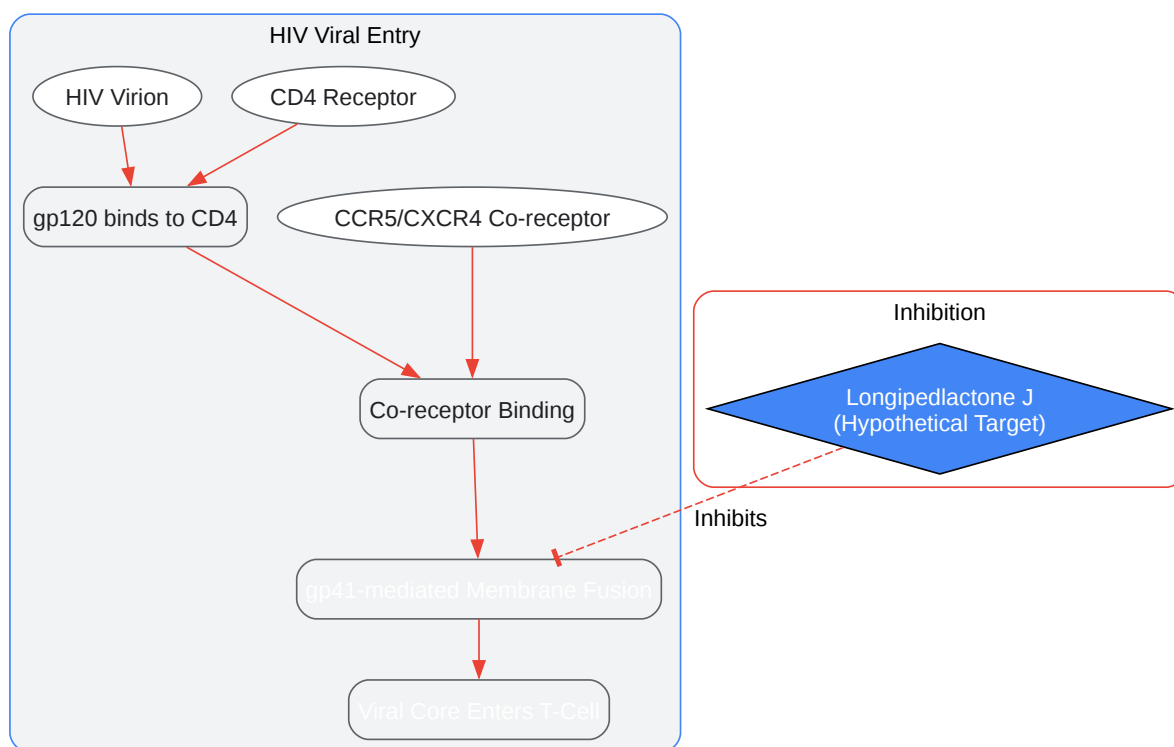 HIV Viral Entry
HIV Virion
CD4 Receptor
gp120 binds to CD4
CCR5/CXCR4 Co-receptor
Inhibition
Longipedlactone J
(Hypothetical Target)
Co-receptor Binding
Inhibits
gp41-mediated Membrane Fusion
Viral Core Enters T-Cell